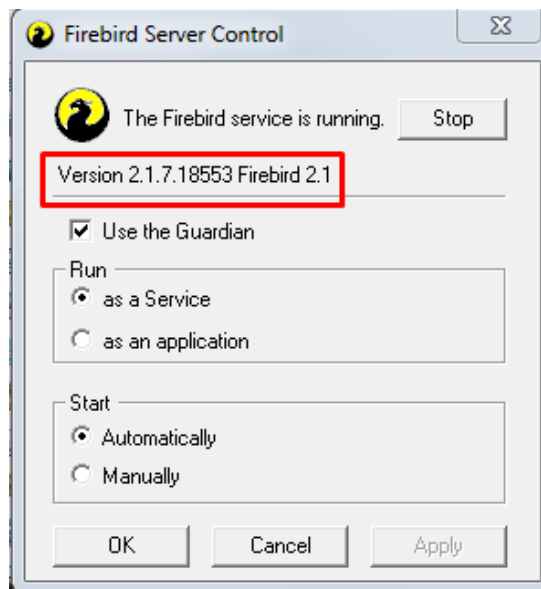 Firebird Server Control
The Firebird service is running.
Stop
Version 2.1.7.18553 Firebird 2.1
Use the Guardian
Run
as a Service
as an application
Start
Automatically
Manually
OK
Cancel
Apply